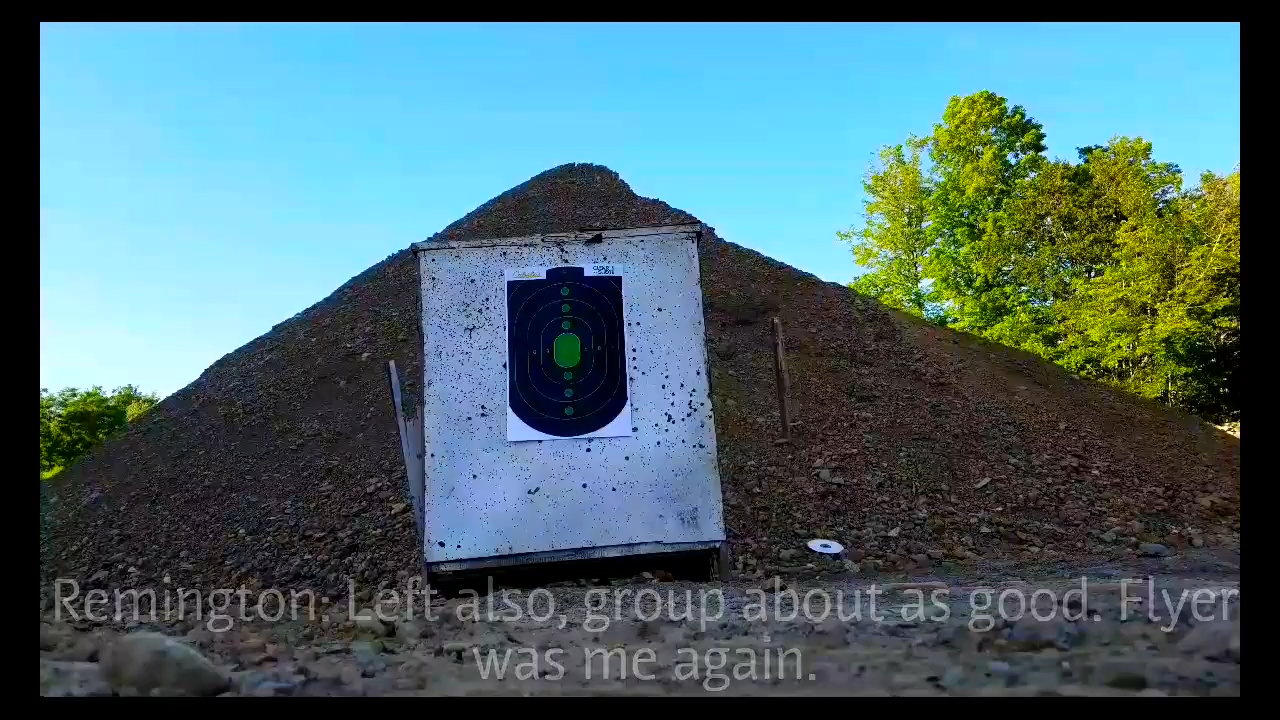 Remington: Left also, group about as good. Flyer
was me again.